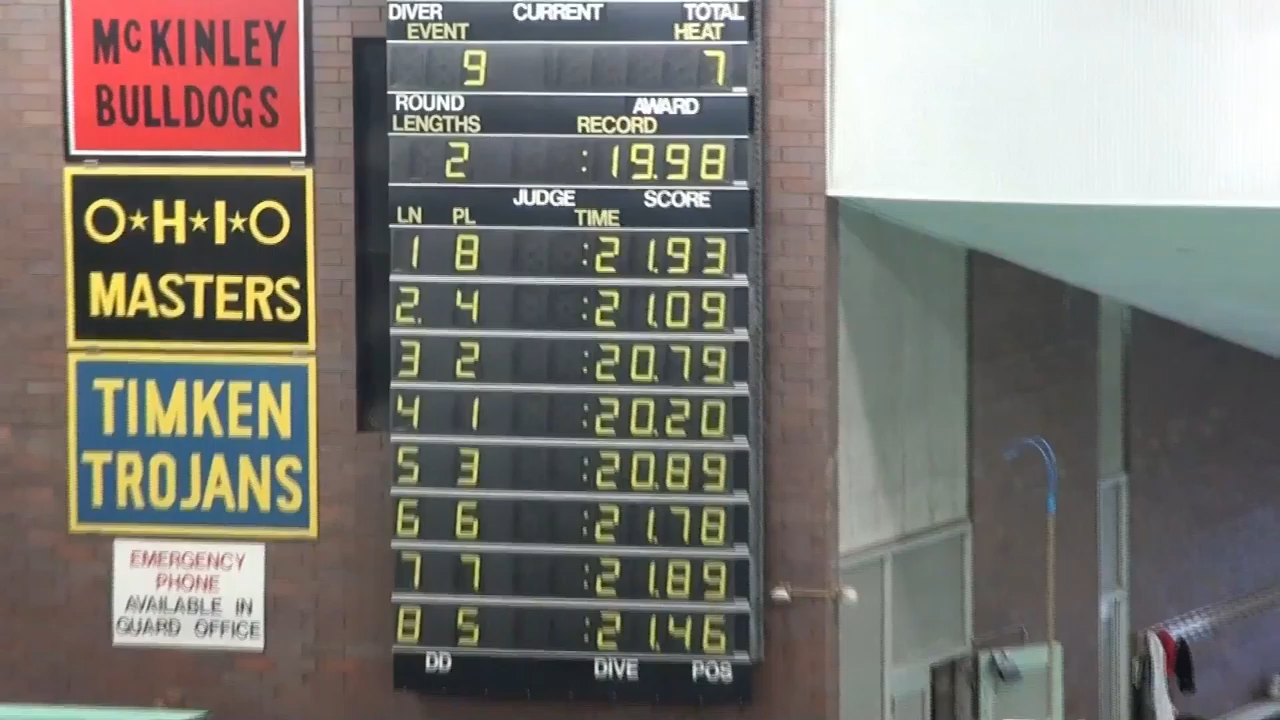 McKINLEY
BULLDOGS
O★H★I★O
MASTERS
TIMKEN
TROJANS
EMERGENCY
PHONE
AVAILABLE IN
GUARD OFFICE
DIVER CURRENT TOTAL
EVENT HEAT
9 7
ROUND AWARD
LENGTHS RECORD
2 :19.98
JUDGE SCORE
LN PL TIME
1 8 :21.93
2. 4 :21.09
3 2 :20.79
4 1 :20.20
5 3 :20.89
6 6 :21.78
7 7 :21.89
8 5 :21.46
DD DIVE POS